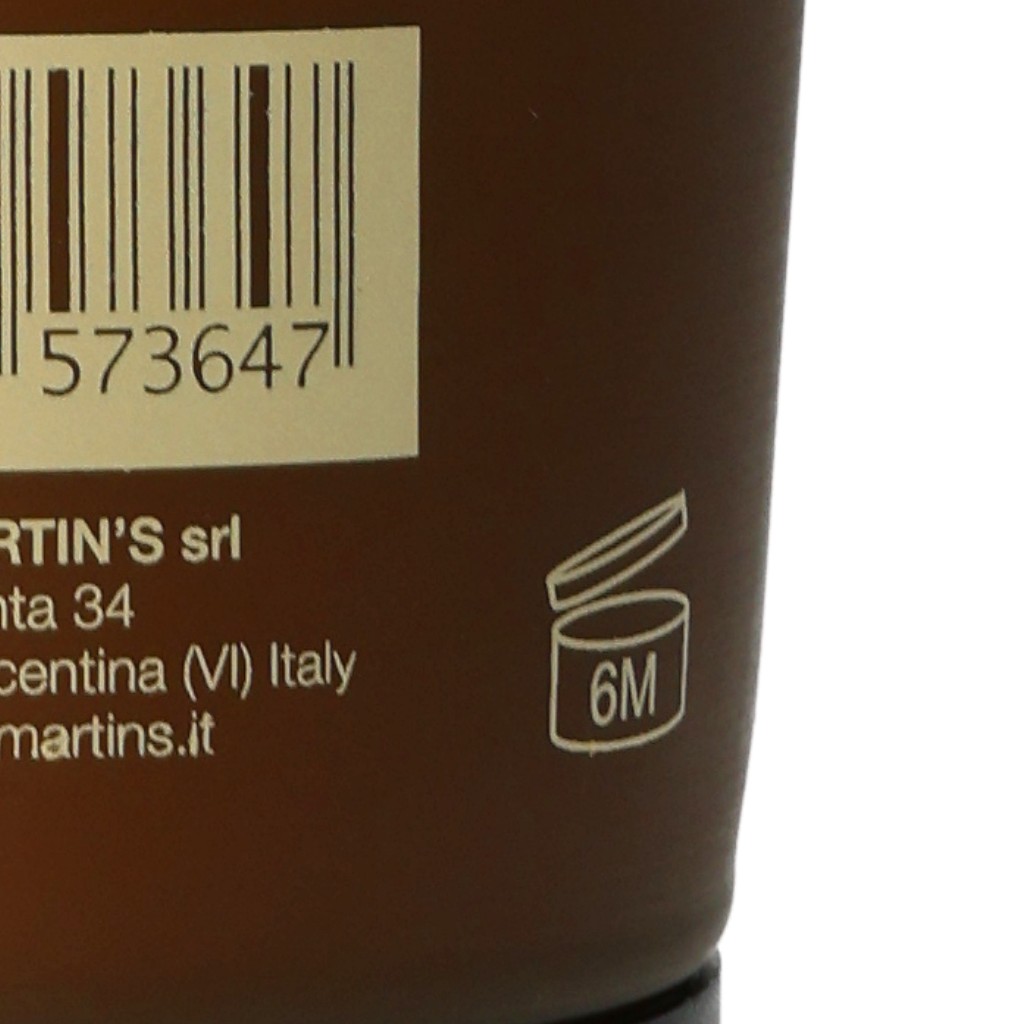 573647
RTIN'S srl
nta 34
centina (VI) Italy
martins.it
6M